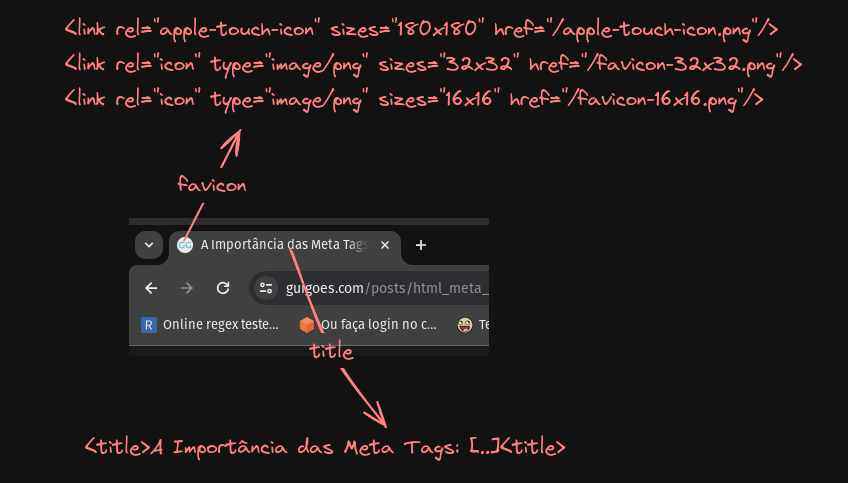 <link rel="apple-touch-icon" sizes="180x180" href="/apple-touch-icon.png"/>
<link rel="icon" type="image/png" sizes="32x32" href="/favicon-32x32.png"/>
<link rel="icon" type="image/png" sizes="16x16" href="/favicon-16x16.png"/>
favicon
GG A Importância das Meta Tags
guigoes.com/posts/html_meta_
R Online regex teste... Ou faça login no c... Te
title
<title>A Importância das Meta Tags: [...]<title>